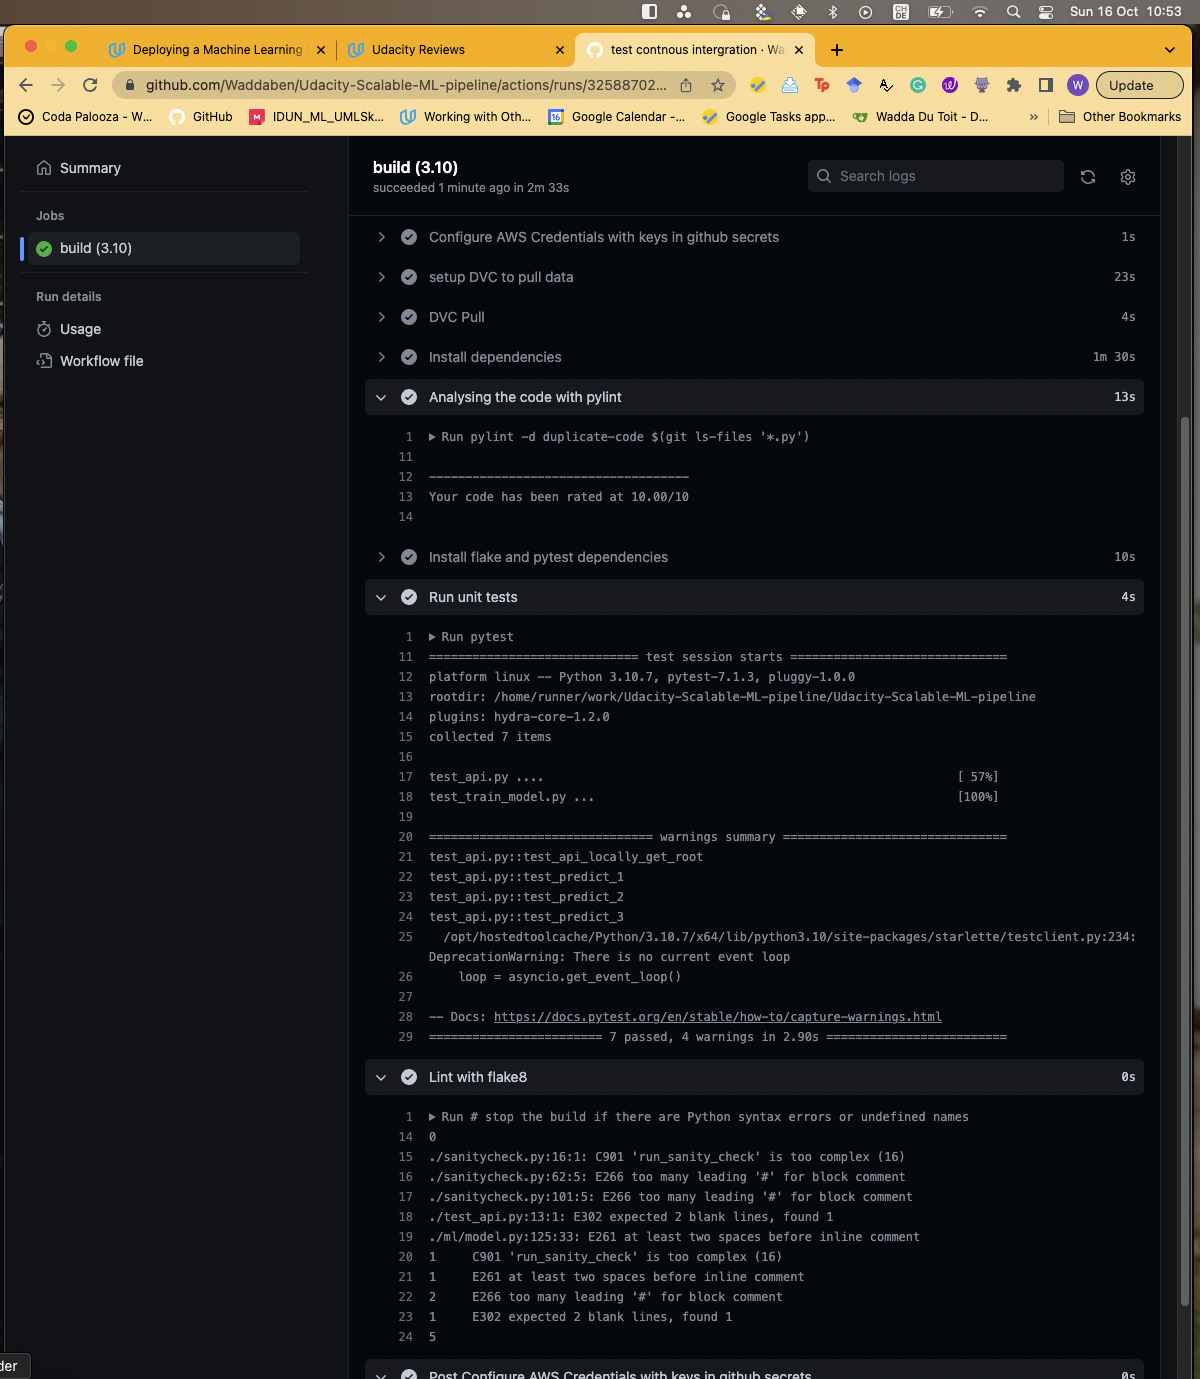 CH
DE
Sun 16 Oct 10:53
Deploying a Machine Learning
Udacity Reviews
test contnous intergration · Wa
github.com/Waddaben/Udacity-Scalable-ML-pipeline/actions/runs/32588702...
Tp
W
Update
Coda Palooza - W...
GitHub
IDUN_ML_UMLSk...
Working with Oth...
16
Google Calendar -...
Google Tasks app...
Wadda Du Toit - D...
»
Other Bookmarks
Summary
Jobs
build (3.10)
Run details
Usage
Workflow file
build (3.10)
succeeded 1 minute ago in 2m 33s
Search logs
Configure AWS Credentials with keys in github secrets 1s
setup DVC to pull data 23s
DVC Pull 4s
Install dependencies 1m 30s
Analysing the code with pylint 13s
1 Run pylint -d duplicate-code $(git ls-files '*.py')
11
12 ------------------------------------
13 Your code has been rated at 10.00/10
14
Install flake and pytest dependencies 10s
Run unit tests 4s
1 Run pytest
11 ============================= test session starts ==============================
12 platform linux -- Python 3.10.7, pytest-7.1.3, pluggy-1.0.0
13 rootdir: /home/runner/work/Udacity-Scalable-ML-pipeline/Udacity-Scalable-ML-pipeline
14 plugins: hydra-core-1.2.0
15 collected 7 items
16
17 test_api.py .... [ 57%]
18 test_train_model.py ... [100%]
19
20 =============================== warnings summary ===============================
21 test_api.py::test_api_locally_get_root
22 test_api.py::test_predict_1
23 test_api.py::test_predict_2
24 test_api.py::test_predict_3
25 /opt/hostedtoolcache/Python/3.10.7/x64/lib/python3.10/site-packages/starlette/testclient.py:234:
DeprecationWarning: There is no current event loop
26 loop = asyncio.get_event_loop()
27
28 -- Docs: https://docs.pytest.org/en/stable/how-to/capture-warnings.html
29 ======================== 7 passed, 4 warnings in 2.90s =========================
Lint with flake8 0s
1 Run # stop the build if there are Python syntax errors or undefined names
14 0
15 ./sanitycheck.py:16:1: C901 'run_sanity_check' is too complex (16)
16 ./sanitycheck.py:62:5: E266 too many leading '#' for block comment
17 ./sanitycheck.py:101:5: E266 too many leading '#' for block comment
18 ./test_api.py:13:1: E302 expected 2 blank lines, found 1
19 ./ml/model.py:125:33: E261 at least two spaces before inline comment
20 1 C901 'run_sanity_check' is too complex (16)
21 1 E261 at least two spaces before inline comment
22 2 E266 too many leading '#' for block comment
23 1 E302 expected 2 blank lines, found 1
24 5
der
Post Configure AWS Credentials with keys in github secrets 0s